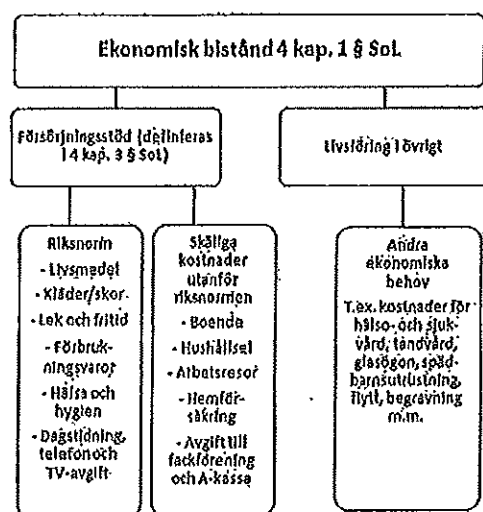 Ekonomisk bistånd 4 kap. 1 § SoL
Försörjningsstöd (definieras
i 4 kap. 3 § SoL)
Livsföring i övrigt
Riksnorm
- Livsmedel
- Kläder/skor
- Lek och fritid
- Förbruk-
ningsvaror
- Hälsa och
hygien
- Dagstidning,
telefon och
TV-avgift
Skäliga
kostnader
utanför
riksnormen
- Boende
- Hushållsel
- Arbetsresor
- Hemför-
säkring
- Avgift till
fackförening
och A-kassa
Andra
ekonomiska
behov
T.ex. kostnader för
hälso- och sjuk-
vård, tandvård,
glasögon, späd-
barnsutrustning,
flytt, begravning
m.m.